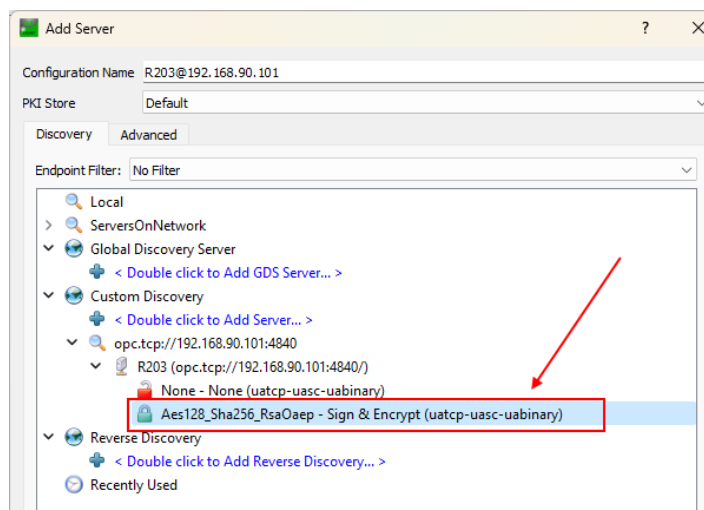 Add Server
Configuration Name R203@192.168.90.101
PKI Store Default
Discovery Advanced
Endpoint Filter: No Filter
Local
ServersOnNetwork
Global Discovery Server
< Double click to Add GDS Server... >
Custom Discovery
< Double click to Add Server... >
opc.tcp://192.168.90.101:4840
R203 (opc.tcp://192.168.90.101:4840/)
None - None (uatcp-uasc-uabinary)
Aes128_Sha256_RsaOaep - Sign & Encrypt (uatcp-uasc-uabinary)
Reverse Discovery
< Double click to Add Reverse Discovery... >
Recently Used